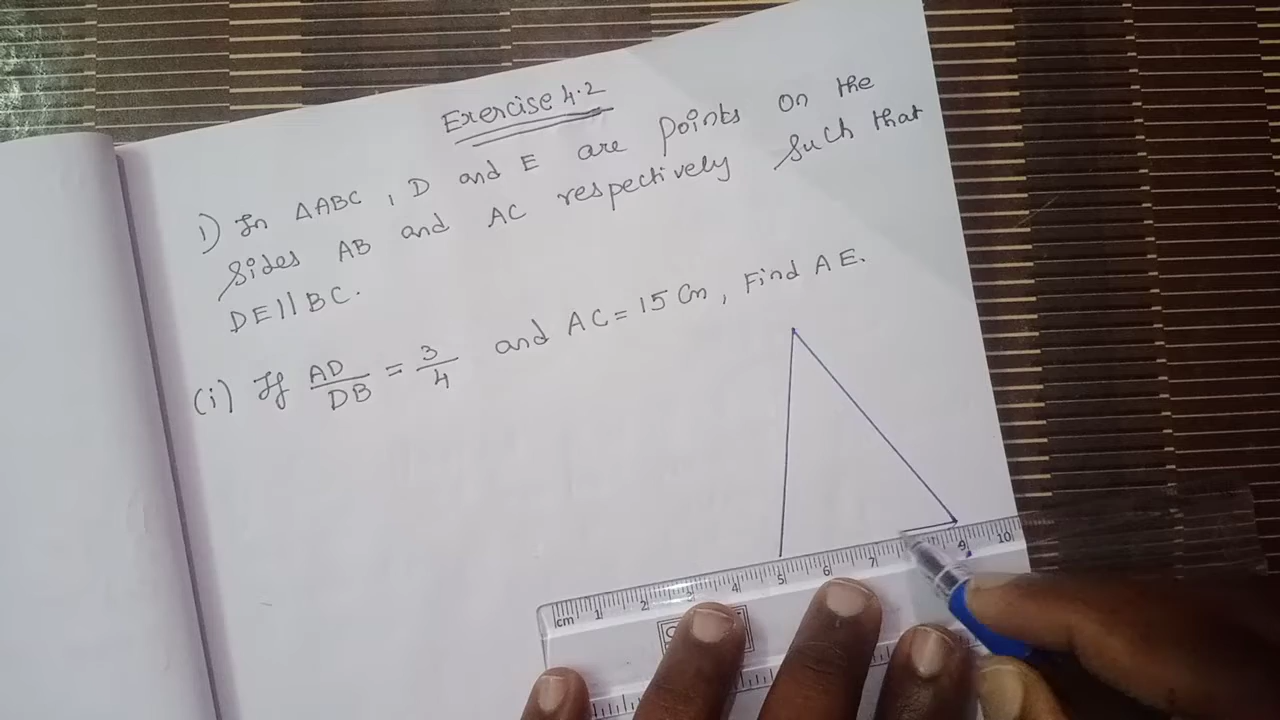 Exercise 4.2
1) In ΔABC, D and E are points on the
Sides AB and AC respectively such that
DE||BC.
(i) If AD/DB = 3/4 and AC = 15 Cm, Find AE.
cm 1 2 3 4 5 6 7 9 10